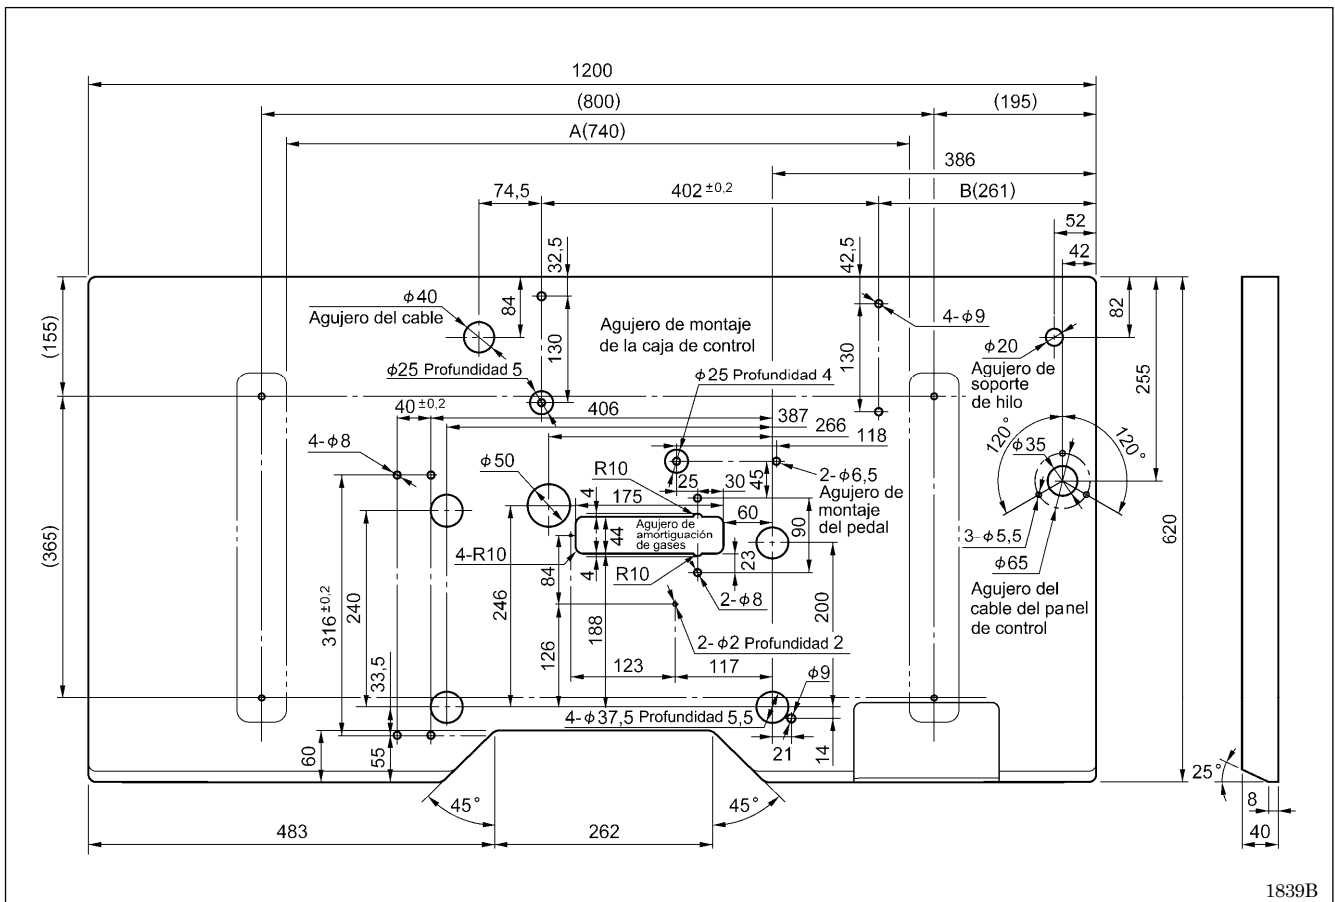 1200
(800)
(195)
A(740)
386
74,5
402 ±0,2
B(261)
52
42
32,5
42,5
84
82
φ40
Agujero del cable
Agujero de montaje
de la caja de control
4-φ9
φ20
Agujero de
soporte
de hilo
(155)
130
130
255
φ25 Profundidad 5
φ25 Profundidad 4
40 ±0,2
406
387
266
118
120°
120°
φ35
4-φ8
φ50
R10
25
30
45
2-φ6,5
Agujero de
montaje
del pedal
175
4
60
90
620
(365)
Agujero de
amortiguación
de gases
44
4-R10
4
R10
23
3-φ5,5
φ65
84
2-φ8
Agujero del
cable del panel
de control
316 ±0,2
240
246
188
200
126
2-φ2 Profundidad 2
33,5
123
117
φ9
4-φ37,5 Profundidad 5,5
60
55
21
14
25°
45°
45°
8
483
262
40
1839B